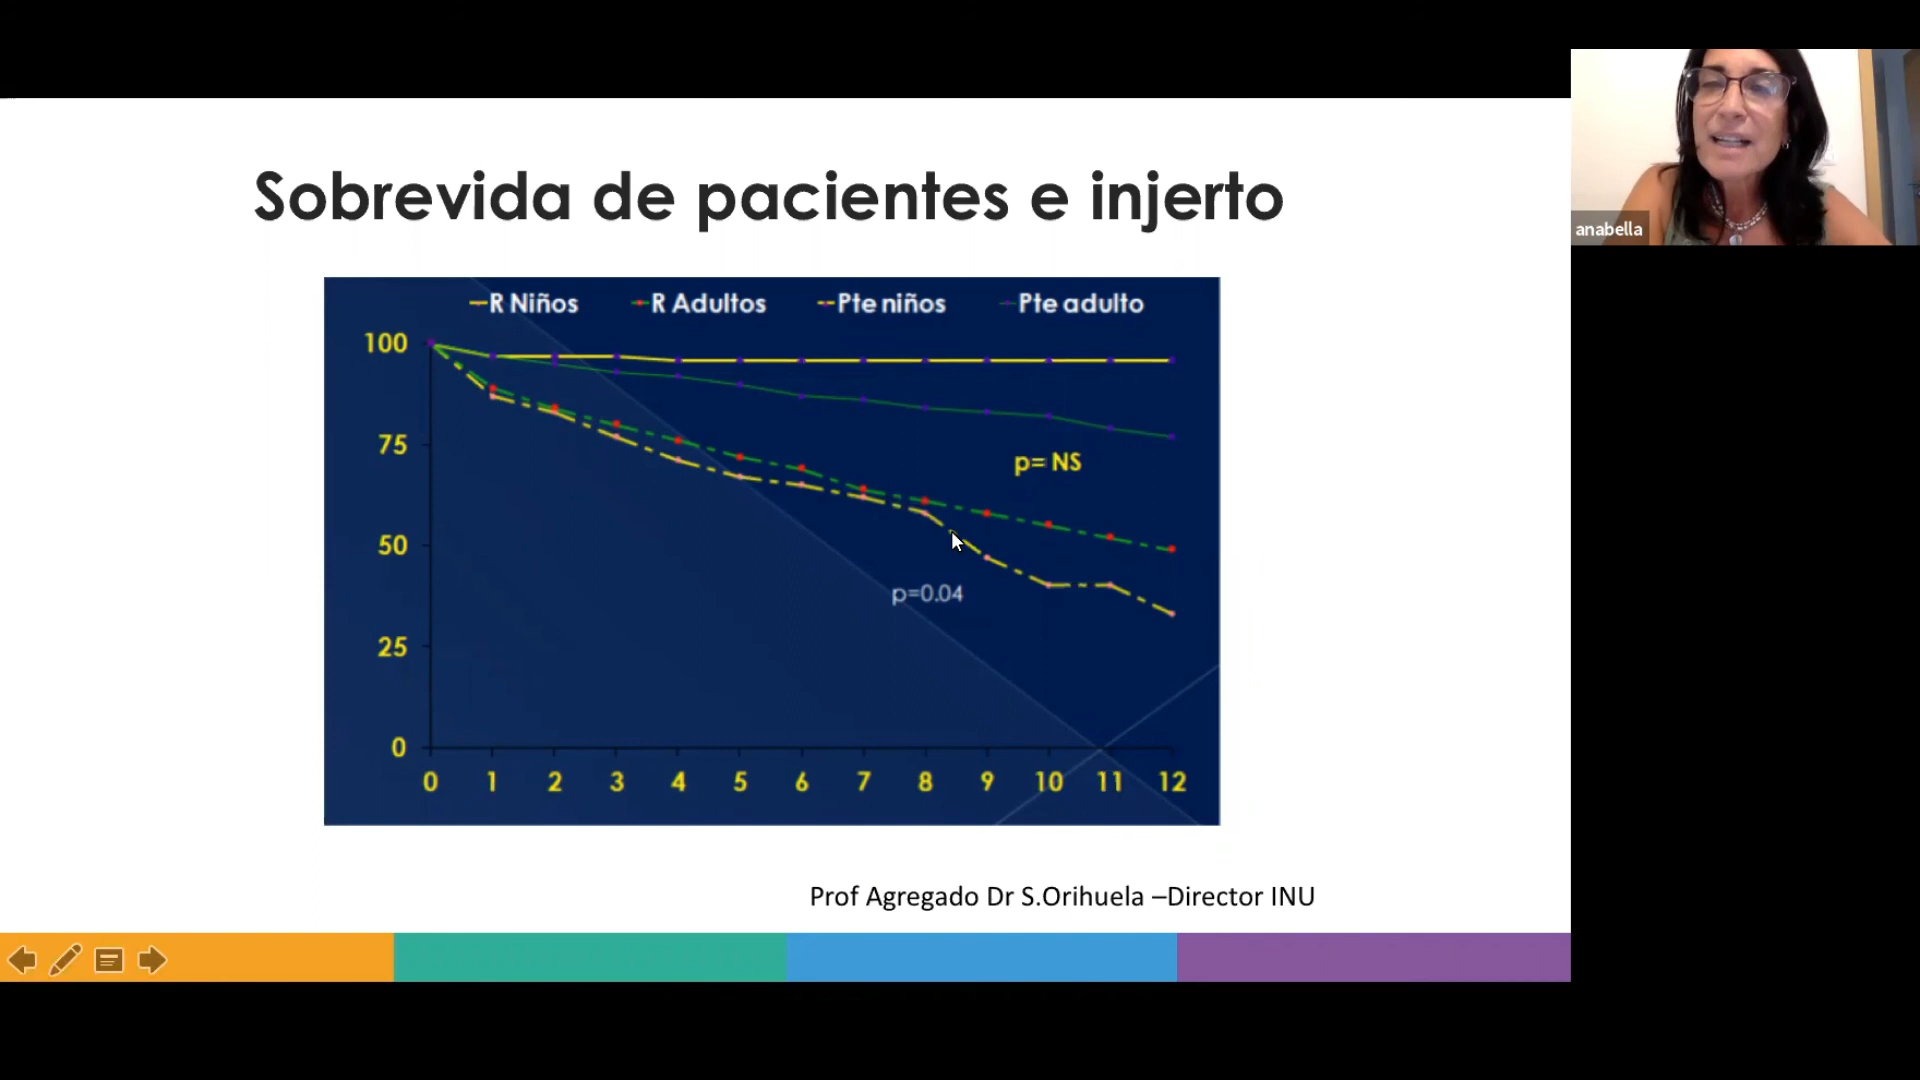 Sobrevida de pacientes e injerto
R Niños R Adultos Pte niños Pte adulto
100
75
50
25
0
p= NS
p=0.04
0 1 2 3 4 5 6 7 8 9 10 11 12
Prof Agregado Dr S.Orihuela –Director INU
anabella